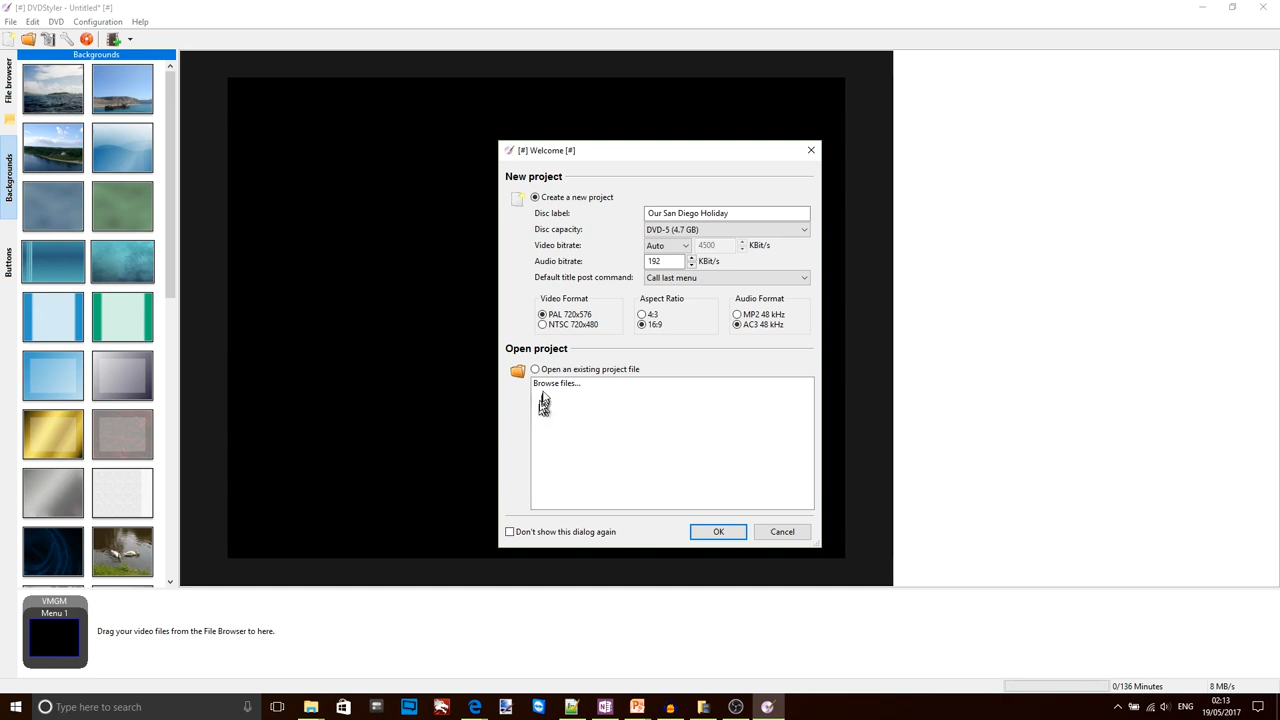 [#] DVDStyler - Untitled* [#]
File Edit DVD Configuration Help
Backgrounds
File browser
Backgrounds
Buttons
[#] Welcome [#]
New project
Create a new project
Disc label: Our San Diego Holiday
Disc capacity: DVD-5 (4.7 GB)
Video bitrate: Auto 4500 KBit/s
Audio bitrate: 192 KBit/s
Default title post command: Call last menu
Video Format Aspect Ratio Audio Format
PAL 720x576 4:3 MP2 48 kHz
NTSC 720x480 16:9 AC3 48 kHz
Open project
Open an existing project file
Browse files...
Don't show this dialog again OK Cancel
VMGM
Menu 1
Drag your video files from the File Browser to here.
0/136 Minutes 8 MB/s
Type here to search
ENG
02:13
19/05/2017